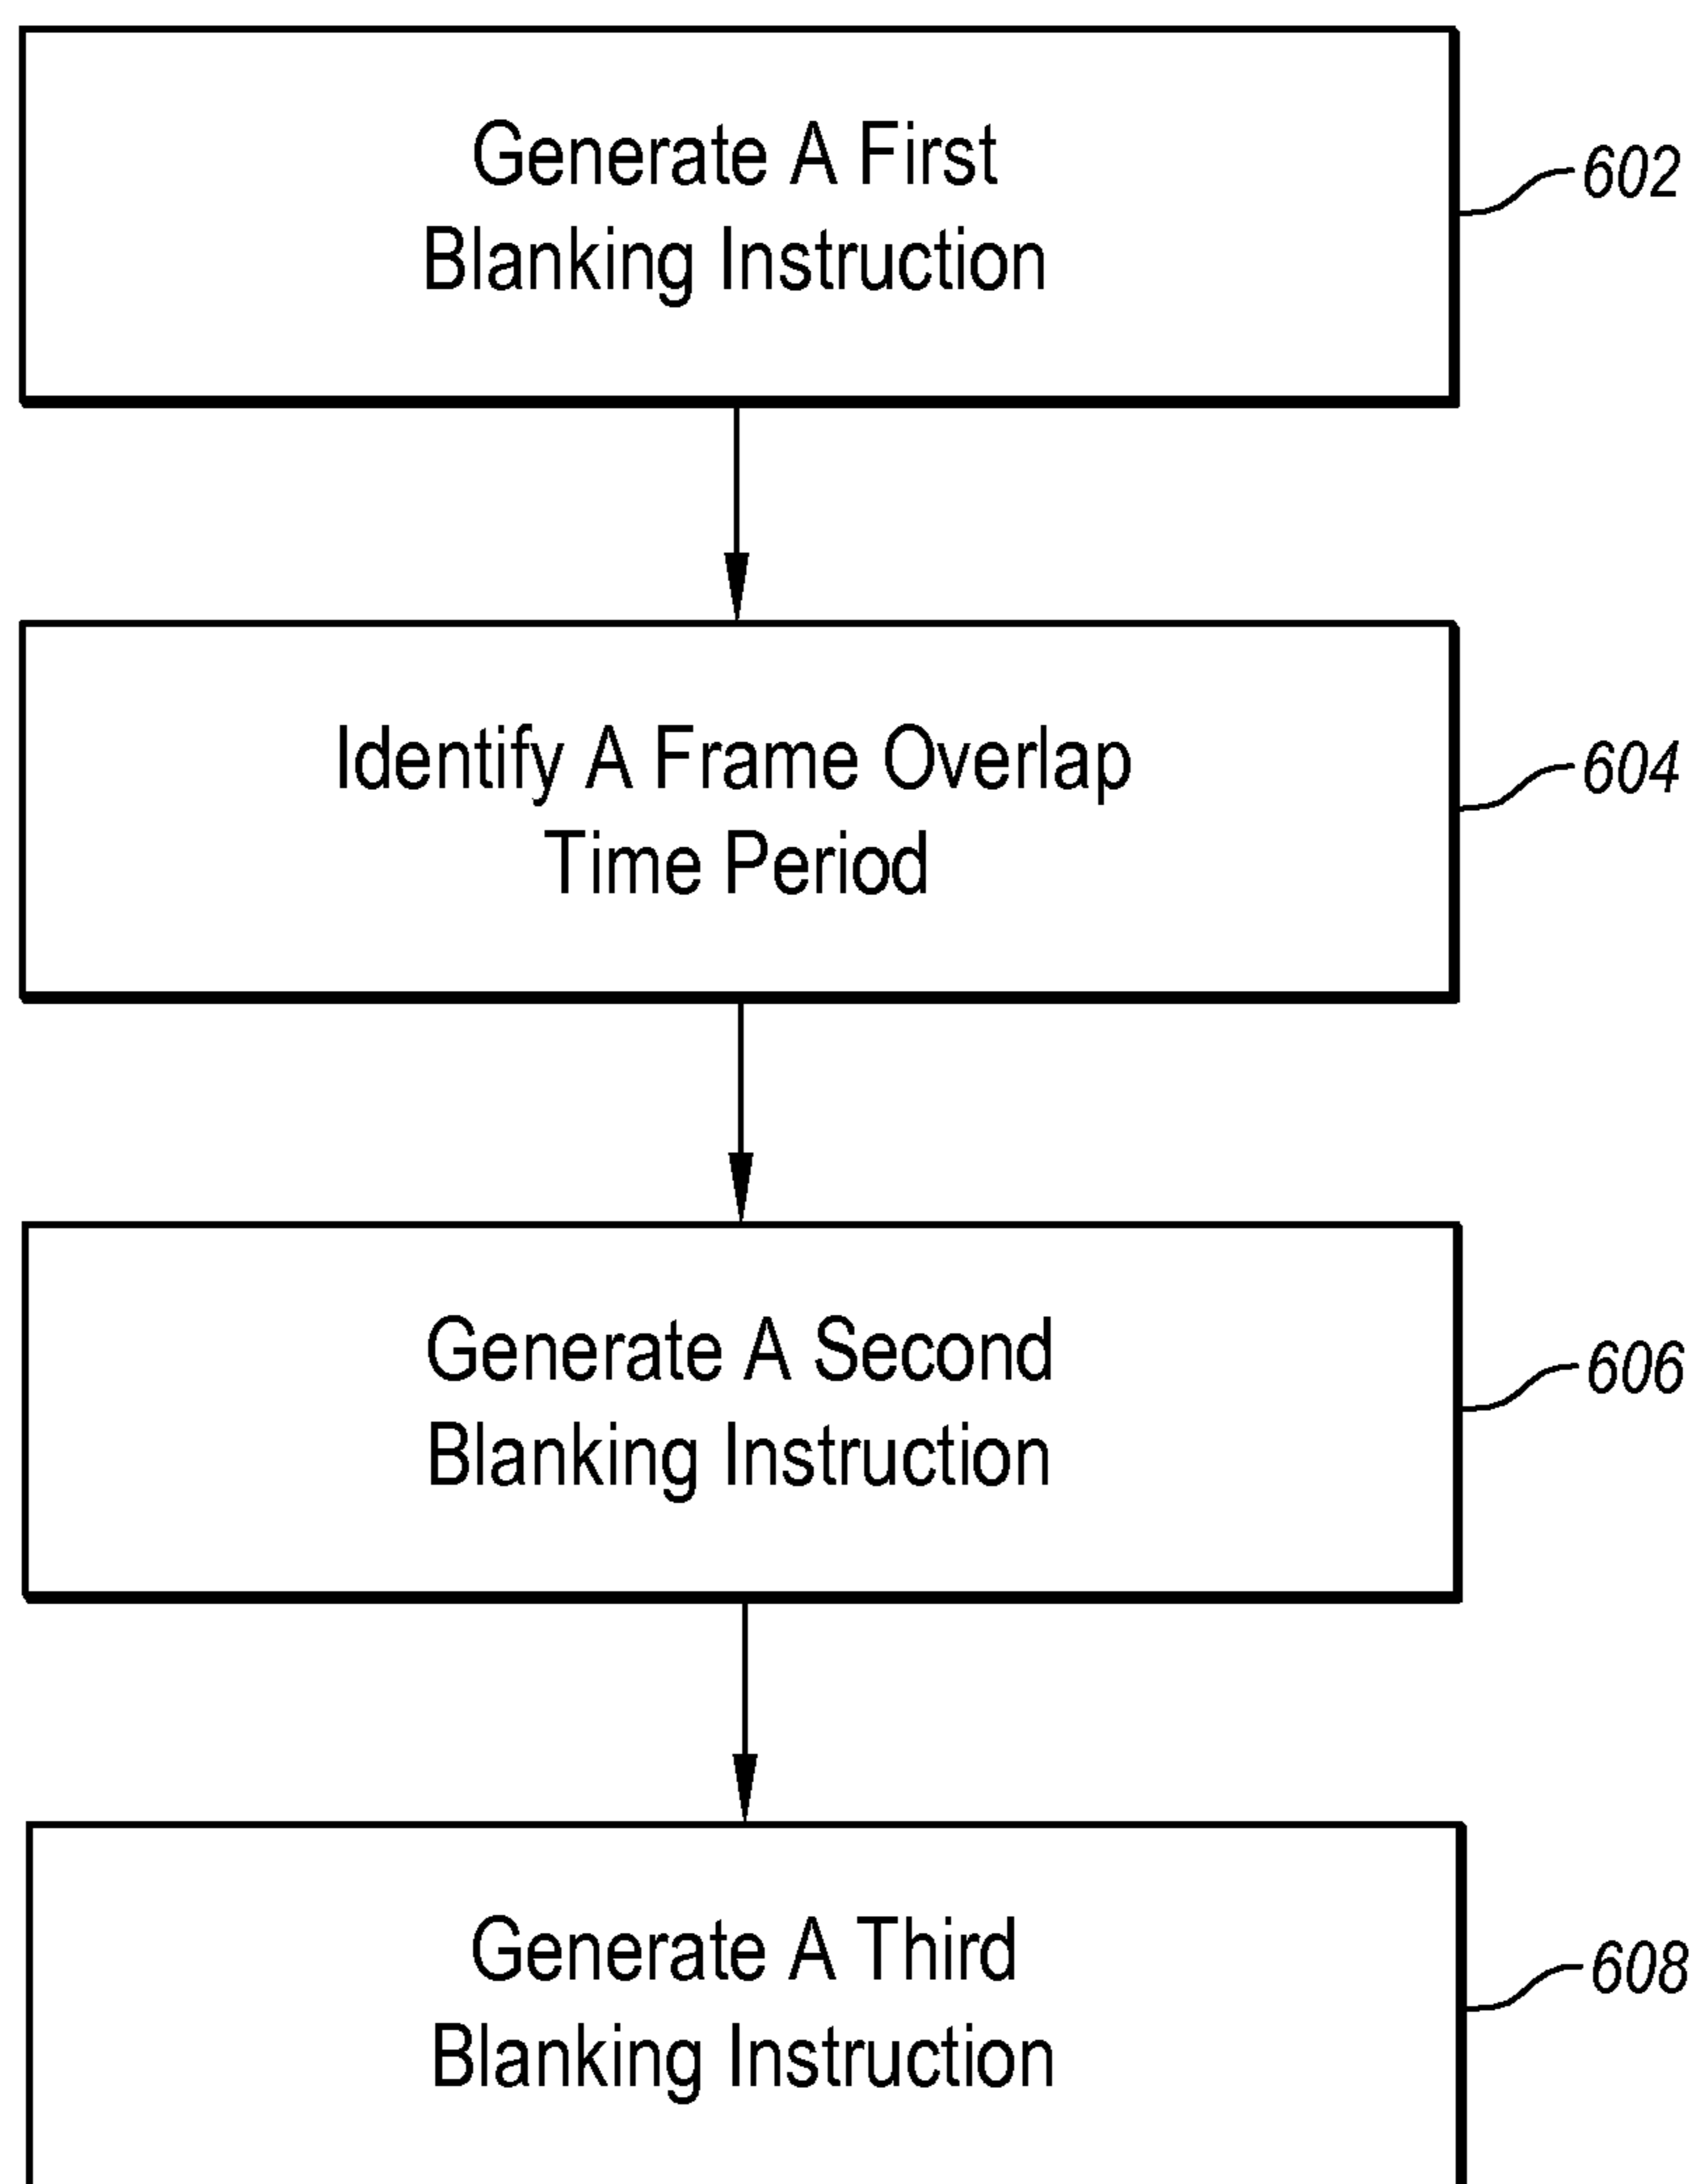 Generate A First
Blanking Instruction
602
Identify A Frame Overlap
Time Period
604
Generate A Second
Blanking Instruction
606
Generate A Third
Blanking Instruction
608